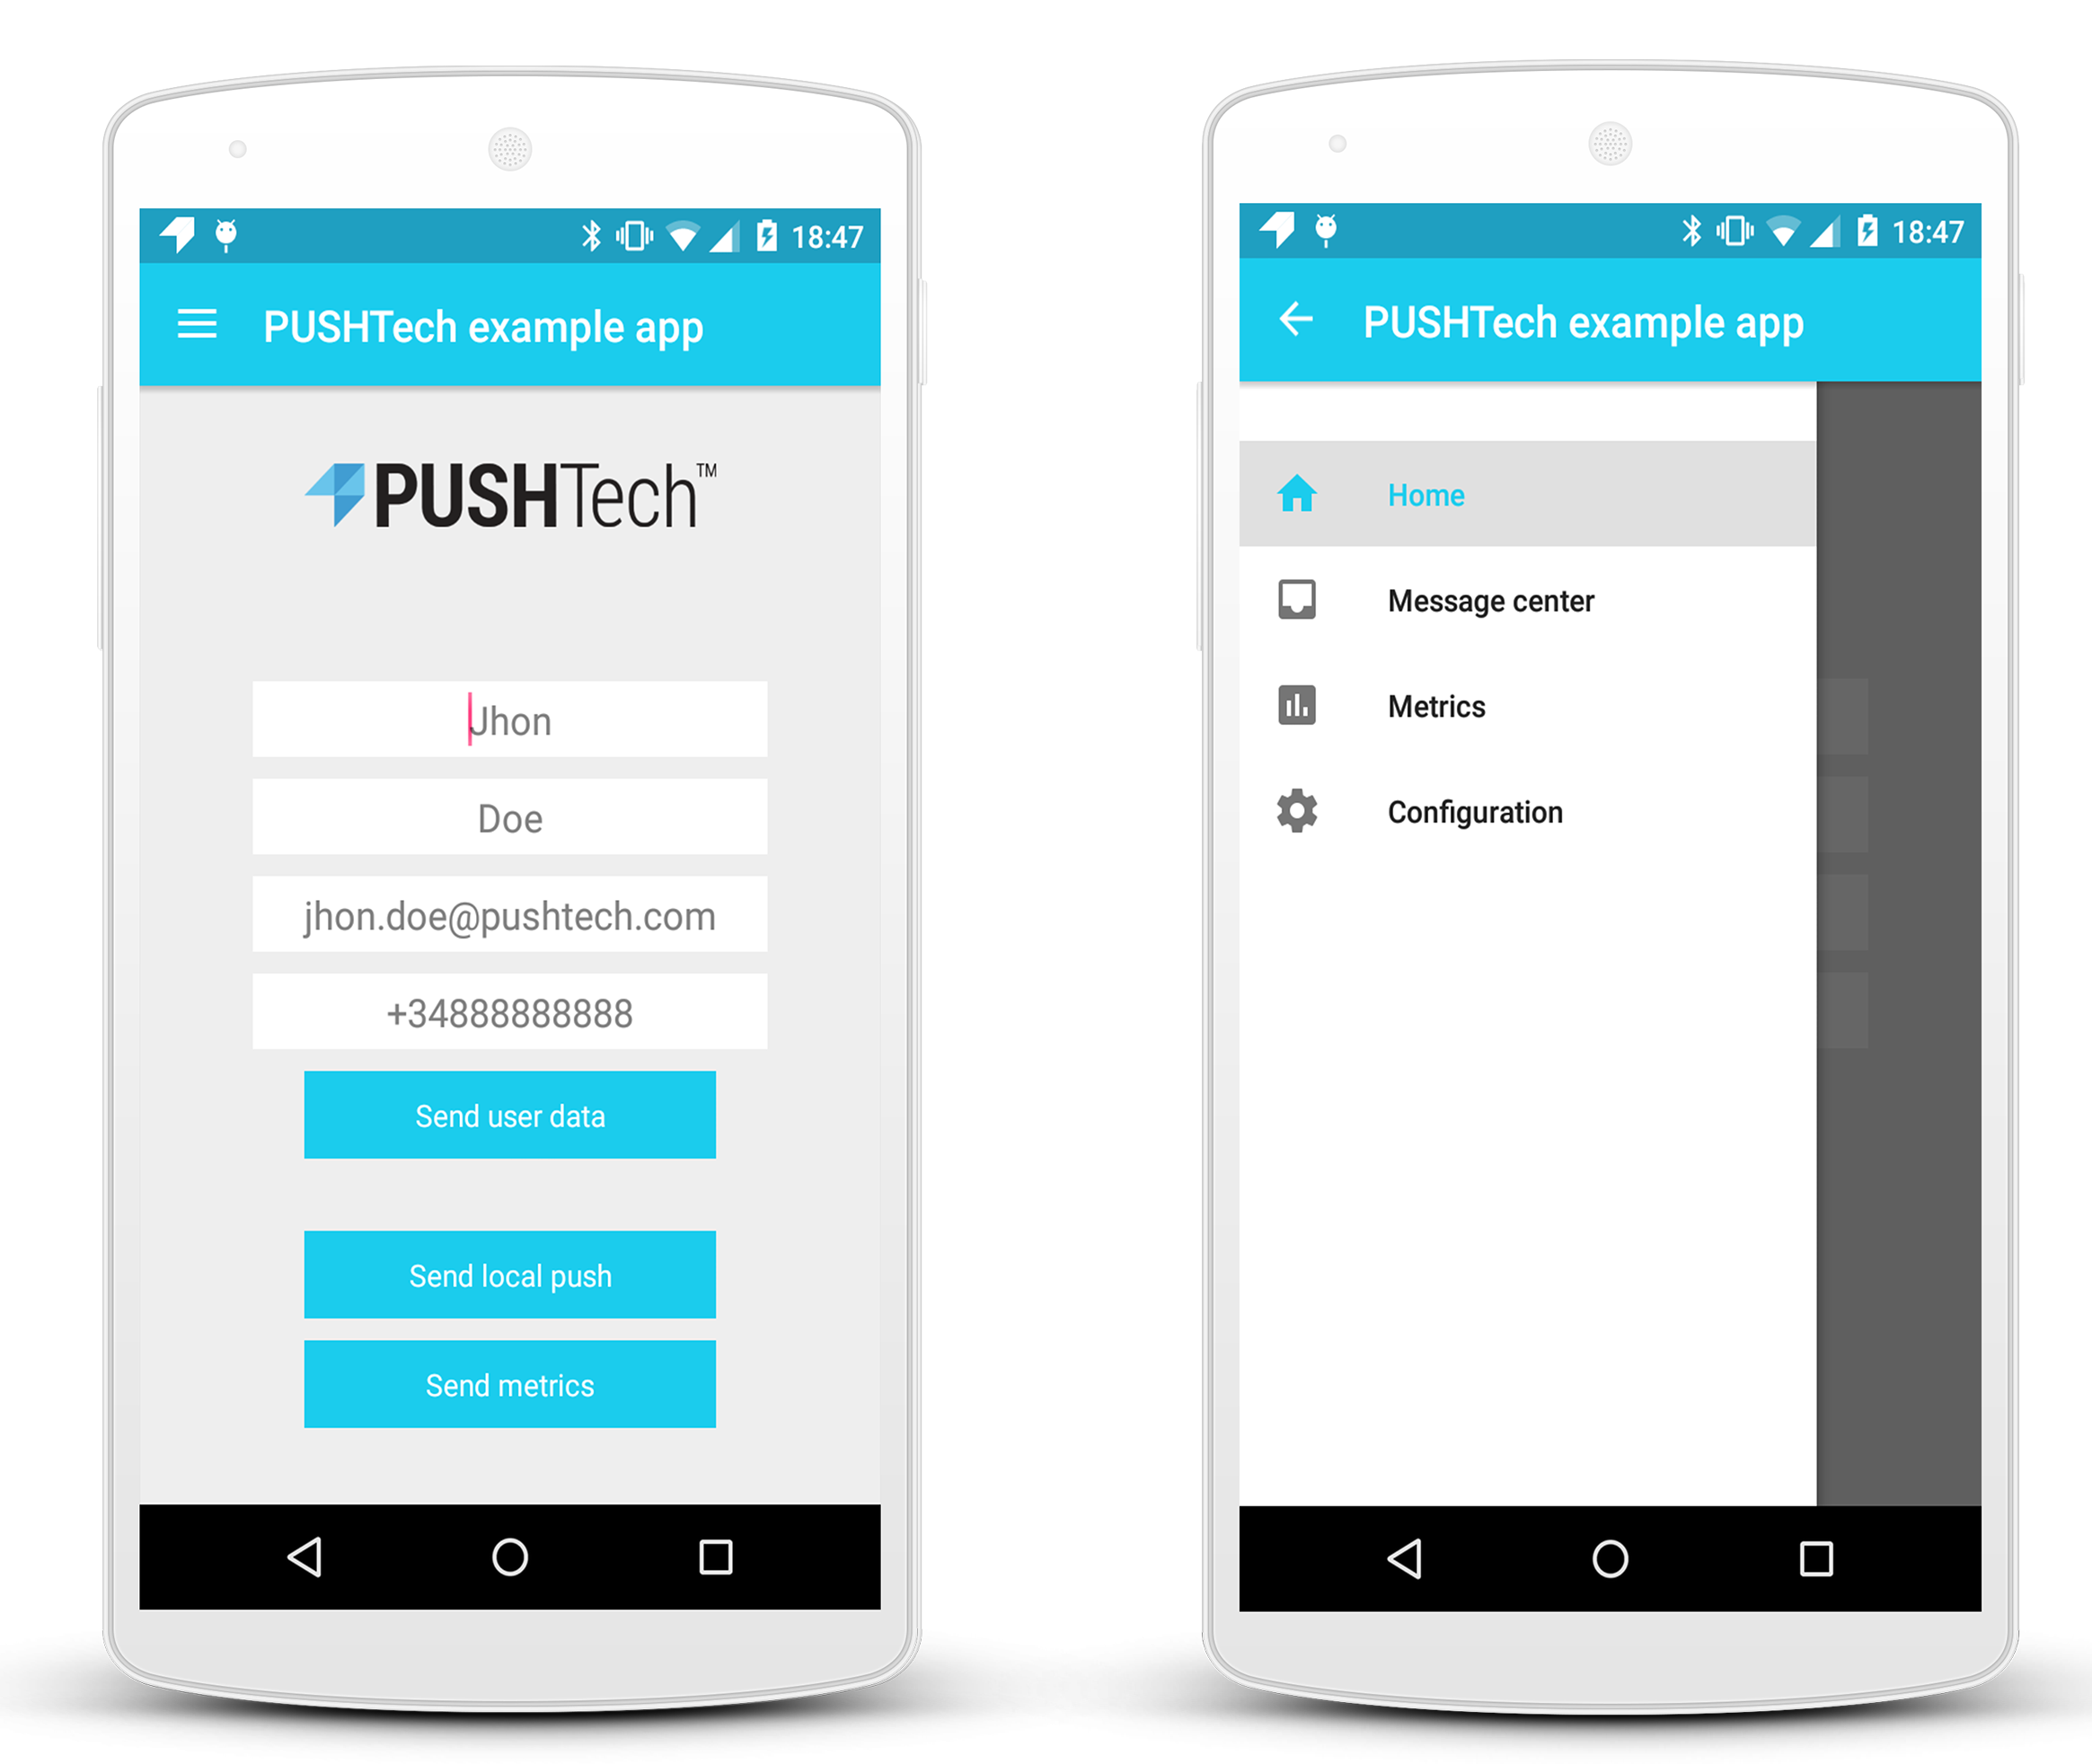 18:47
PUSHTech example app
PUSHTech™
Jhon
Doe
jhon.doe@pushtech.com
+34888888888
Send user data
Send local push
Send metrics
18:47
PUSHTech example app
Home
Message center
Metrics
Configuration